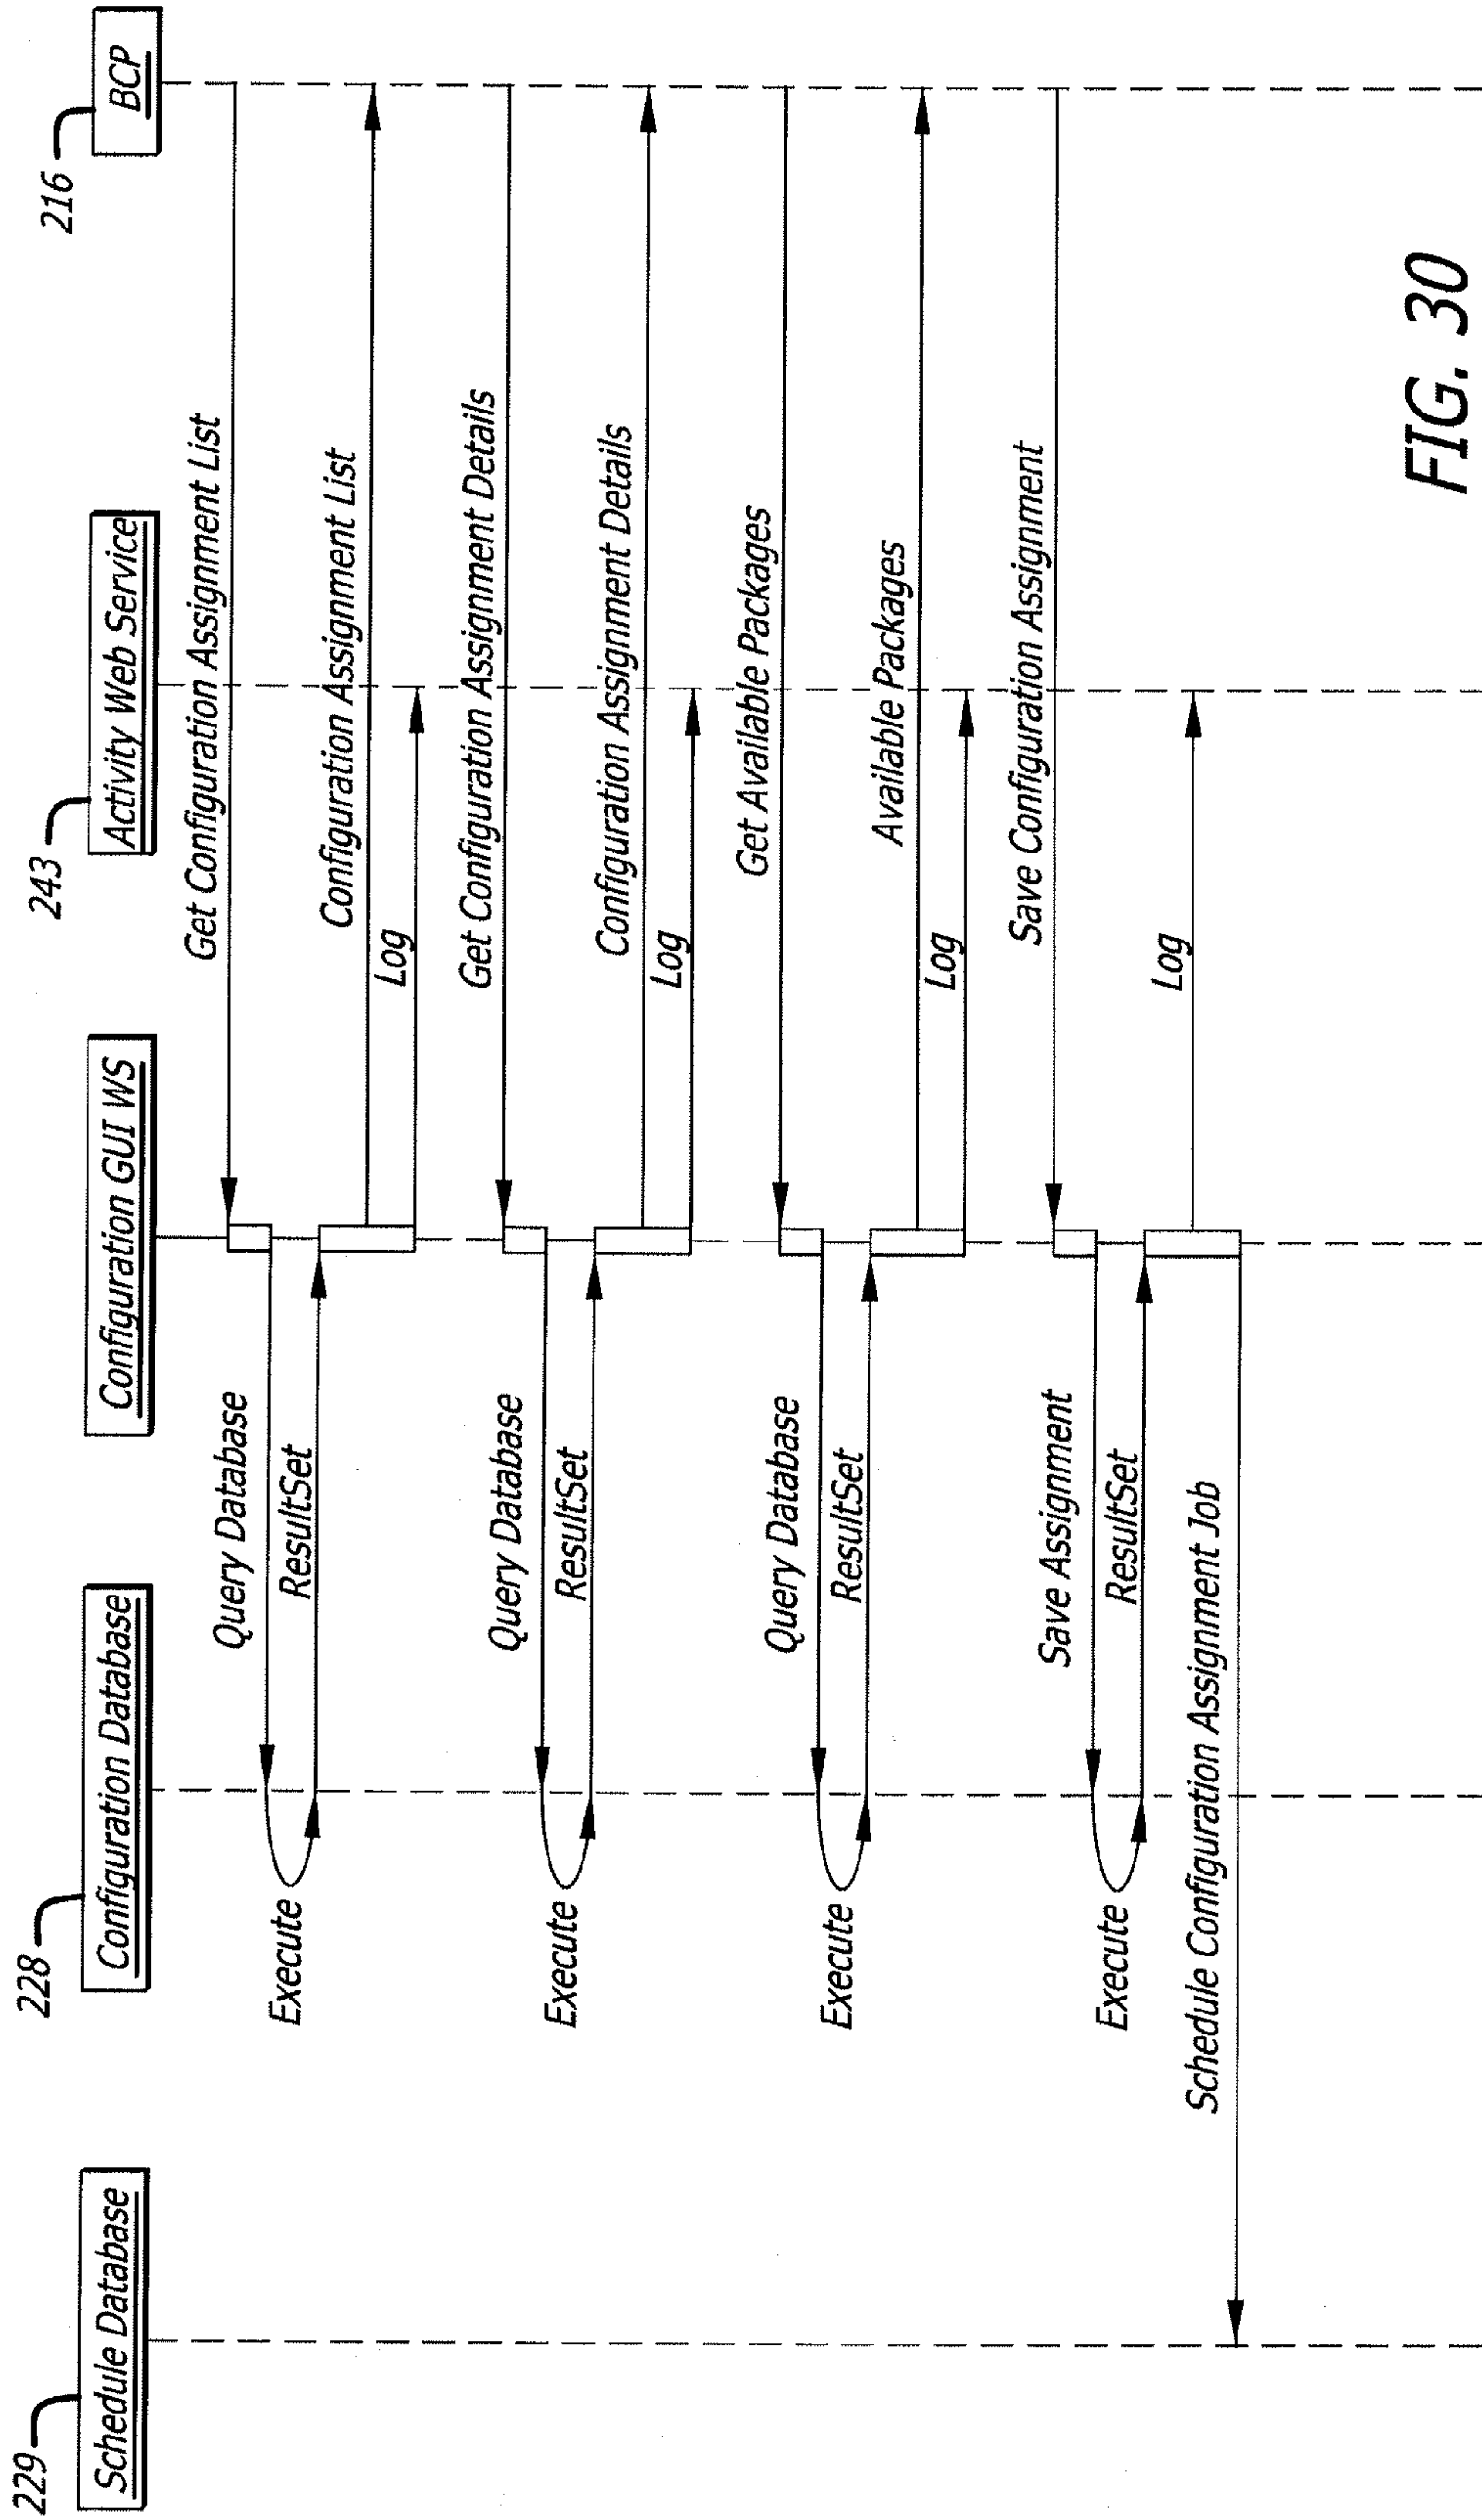 229
Schedule Database
228
Configuration Database
Configuration GUI WS
243
Activity Web Service
216
BCP
Get Configuration Assignment List
Query Database
Execute
ResultSet
Configuration Assignment List
Log
Get Configuration Assignment Details
Query Database
Execute
ResultSet
Configuration Assignment Details
Log
Get Available Packages
Query Database
Execute
ResultSet
Available Packages
Log
Save Configuration Assignment
Save Assignment
Execute
ResultSet
Log
Schedule Configuration Assignment Job
FIG. 30